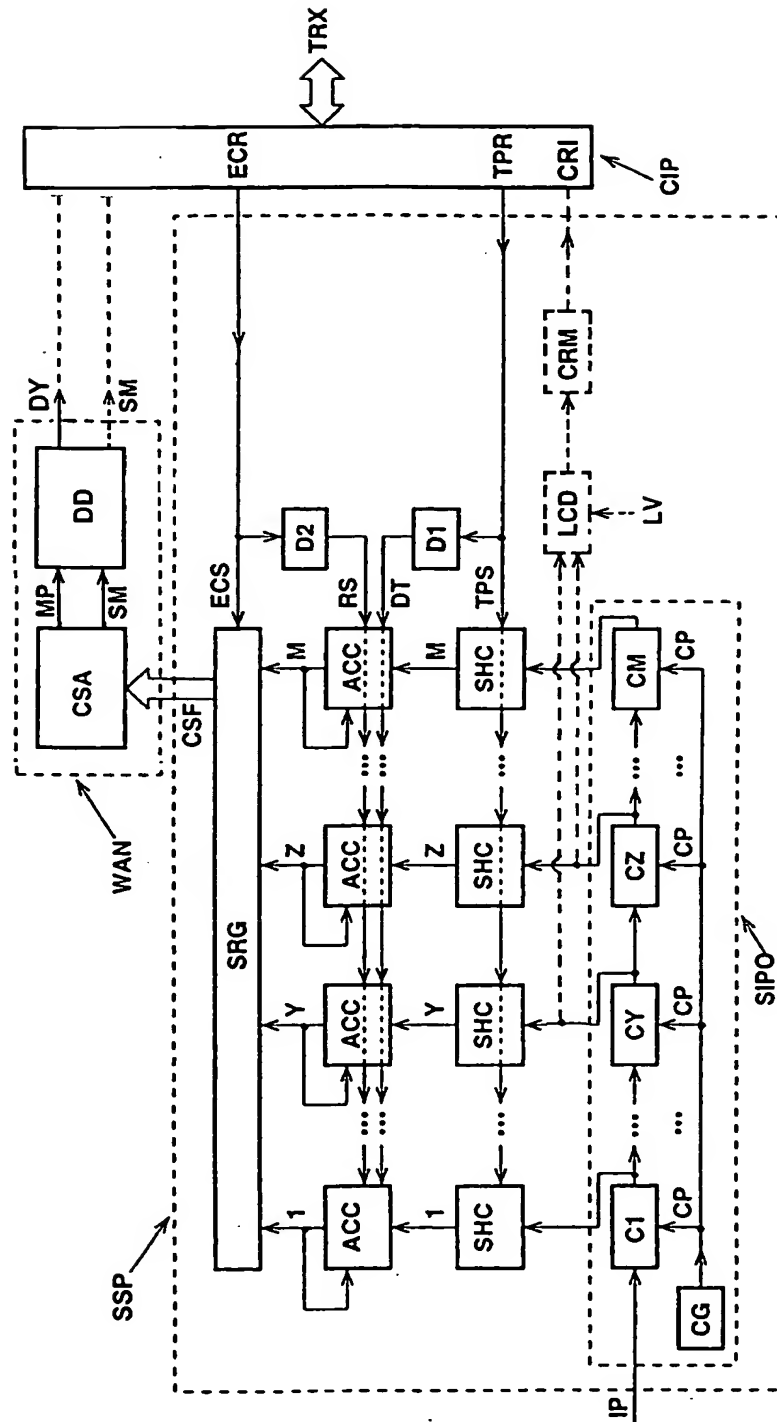 TRX
CIP
ECR
TPR
CRI
DY
SM
DD
MP
SM
CSA
WAN
CSF
CRM
LCD
LV
ECS
D2
RS
DT
D1
TPS
SRG
1
Y
Z
M
ACC
ACC
...
ACC
...
ACC
...
...
1
Y
Z
M
SHC
...
SHC
SHC
...
SHC
C1
...
CY
CZ
...
CM
CP
...
CP
CP
...
CP
CG
IP
SSP
SIPO